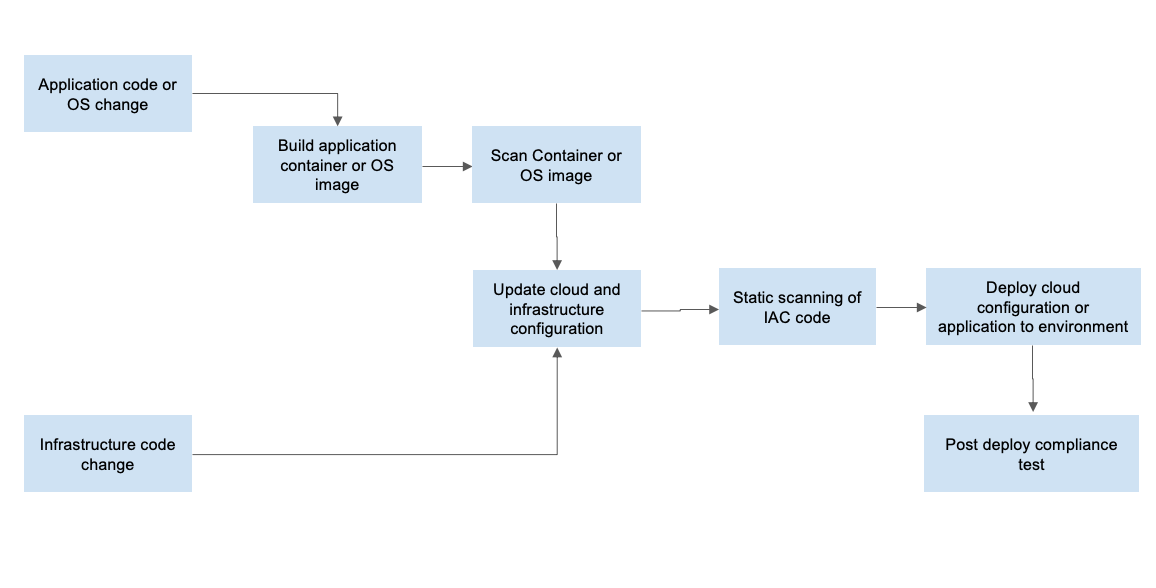 Application code or
OS change
Build application
container or OS
image
Scan Container or
OS image
Update cloud and
infrastructure
configuration
Static scanning of
IAC code
Deploy cloud
configuration or
application to environment
Infrastructure code
change
Post deploy compliance
test